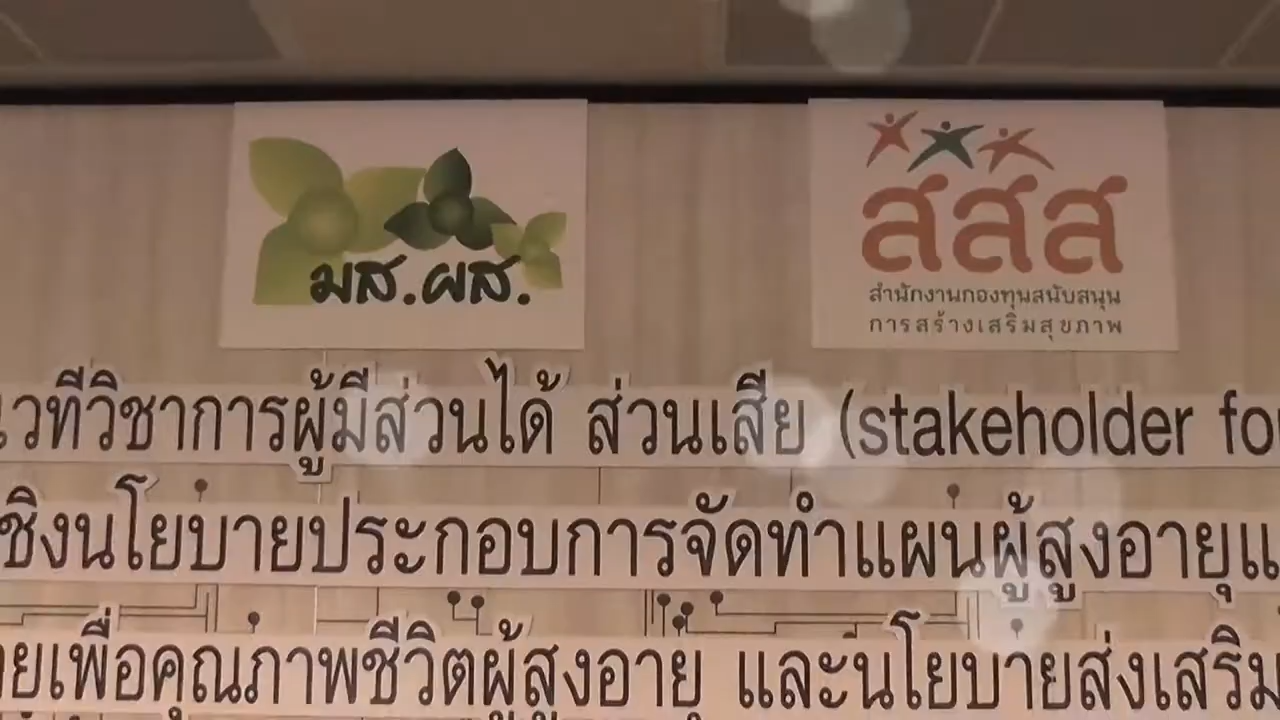 มส.ผส.
สสส
สำนักงานกองทุนสนับสนุน
การสร้างเสริมสุขภาพ
เวทีวิชาการผู้มีส่วนได้ ส่วนเสีย (stakeholder fo
ชิงนโยบายประกอบการจัดทำแผนผู้สูงอายุแ
ายเพื่อคุณภาพชีวิตผู้สูงอายุ และนโยบายส่งเสริม